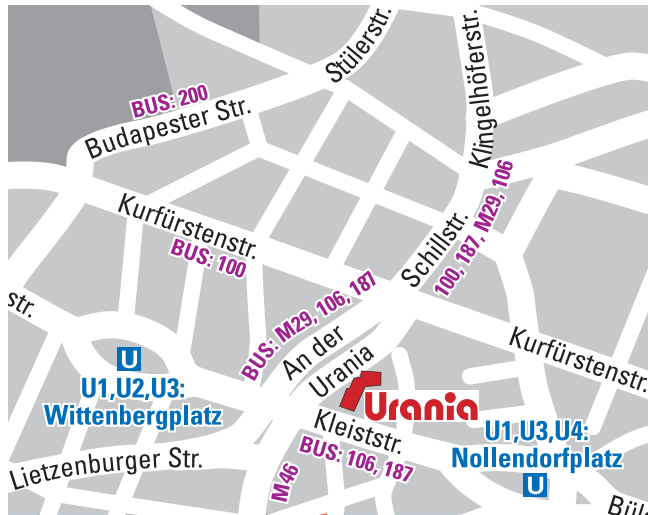 Stülerstr.
Klingelhöferstr.
BUS: 200
Budapester Str.
Kurfürstenstr.
BUS: 100
Schillstr.
100, 187, M29, 106
BUS: M29, 106, 187
An der
Urania
str.
U
U1,U2,U3:
Wittenbergplatz
Kurfürstenstr.
Urania
Kleiststr.
BUS: 106, 187
U1,U3,U4:
Nollendorfplatz
U
Lietzenburger Str.
M46
Bül